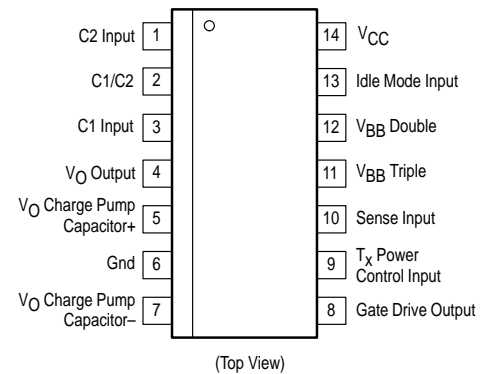 C2 Input 1
C1/C2 2
C1 Input 3
VO Output 4
VO Charge Pump
Capacitor+ 5
Gnd 6
VO Charge Pump
Capacitor– 7
14 VCC
13 Idle Mode Input
12 VBB Double
11 VBB Triple
10 Sense Input
9 Tx Power
Control Input
8 Gate Drive Output
(Top View)